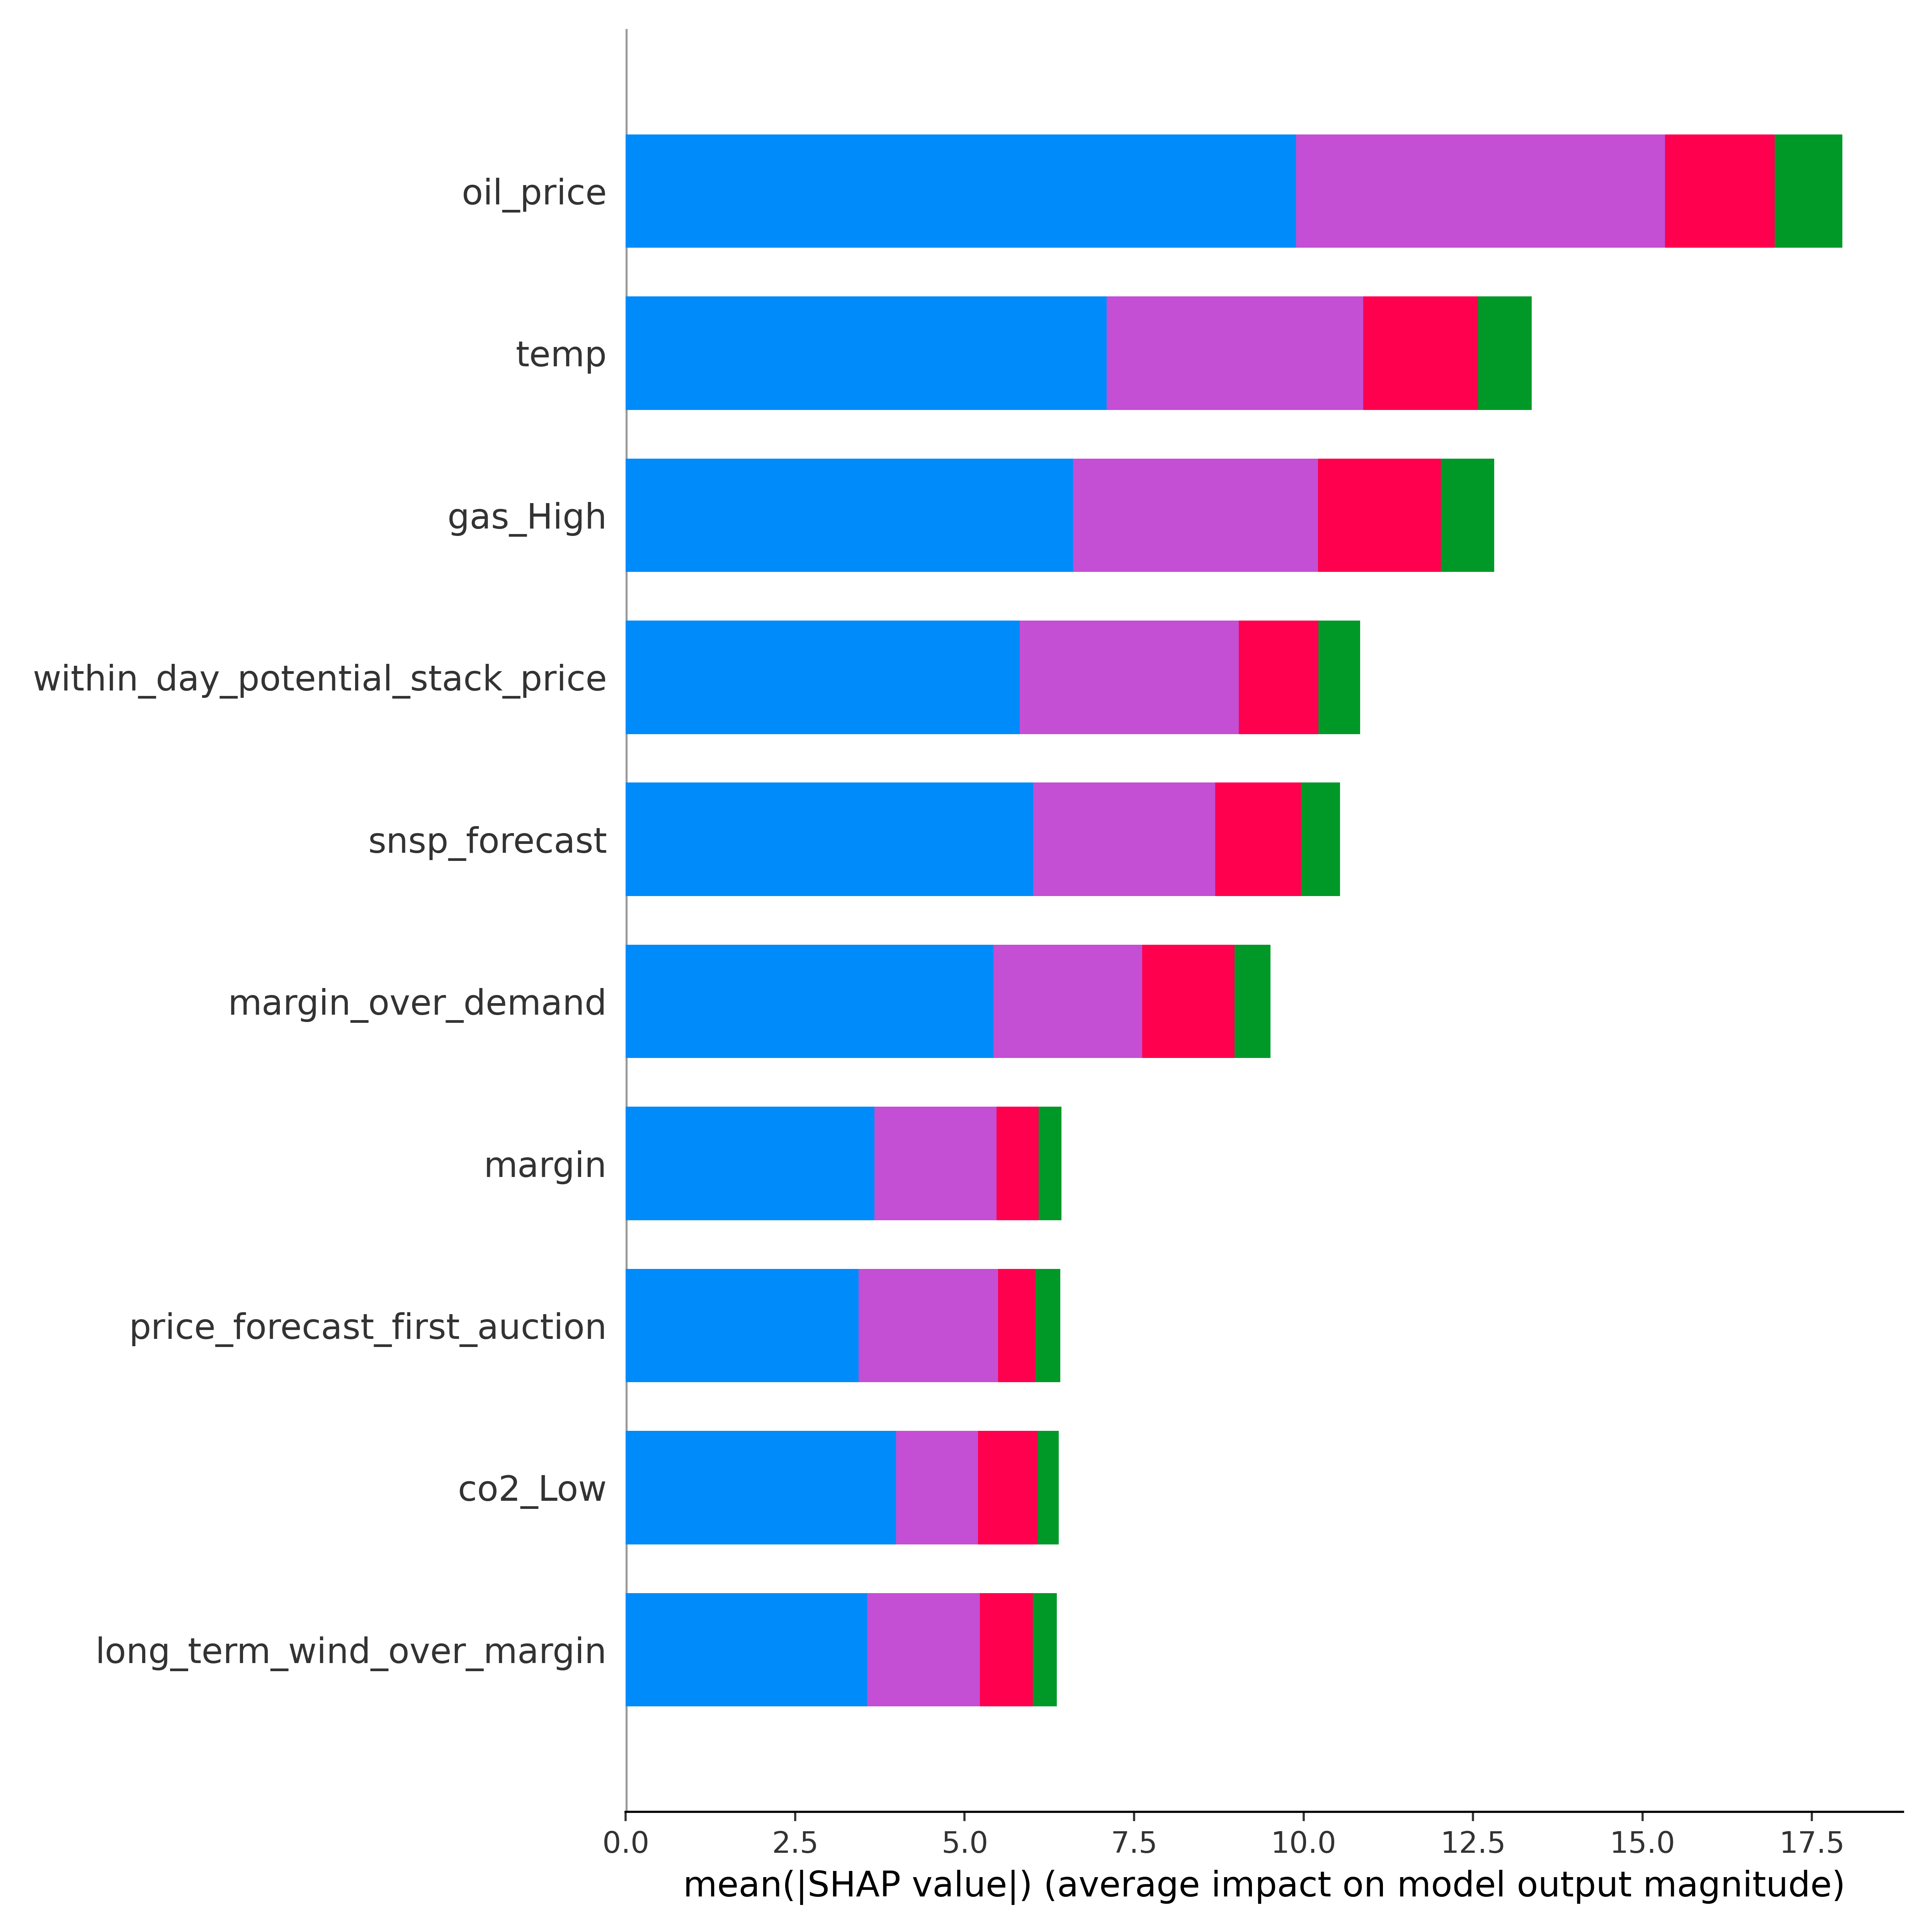 oil_price
temp
gas_High
within_day_potential_stack_price
snsp_forecast
margin_over_demand
margin
price_forecast_first_auction
co2_Low
long_term_wind_over_margin
0.0 2.5 5.0 7.5 10.0 12.5 15.0 17.5
mean(|SHAP value|) (average impact on model output magnitude)